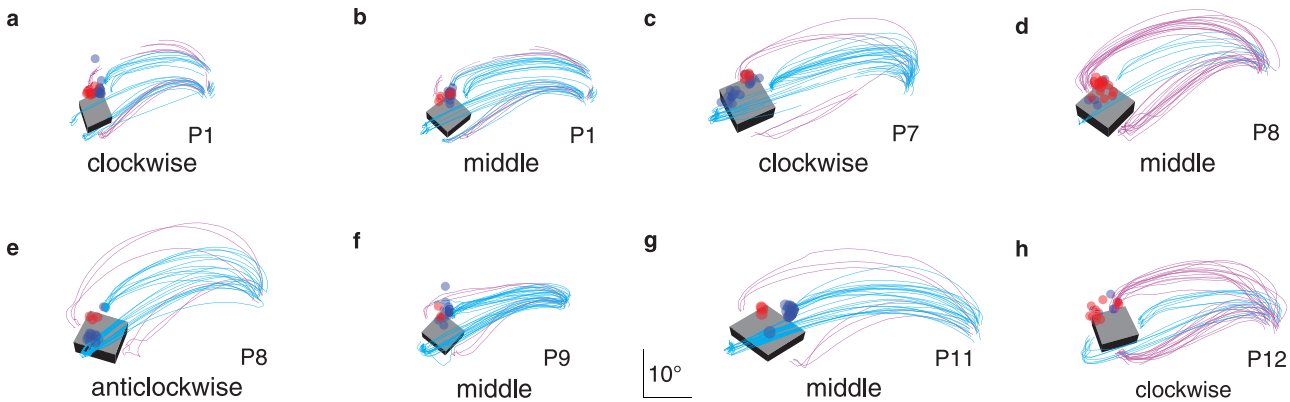 a
P1
clockwise
b
P1
middle
c
P7
clockwise
d
P8
middle
e
P8
anticlockwise
f
P9
middle
g
P11
middle
10°
h
P12
clockwise